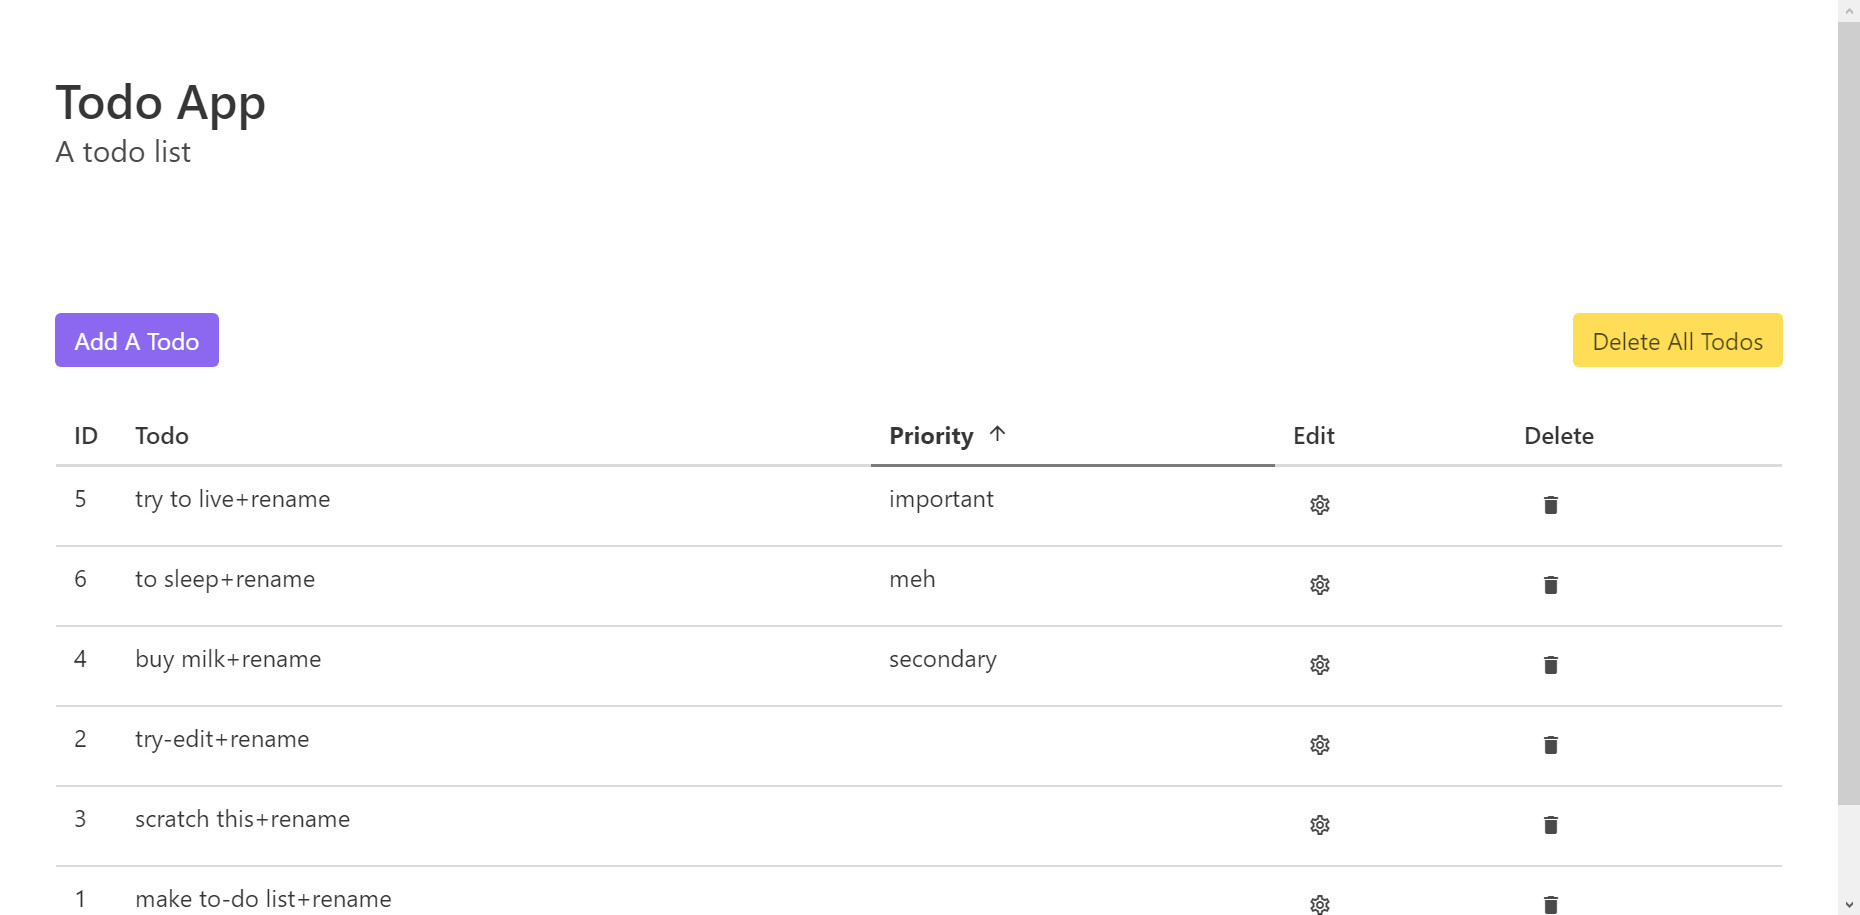 Todo App
A todo list
Add A Todo
Delete All Todos
ID Todo Priority Edit Delete
5 try to live+rename important
6 to sleep+rename meh
4 buy milk+rename secondary
2 try-edit+rename
3 scratch this+rename
1 make to-do list+rename